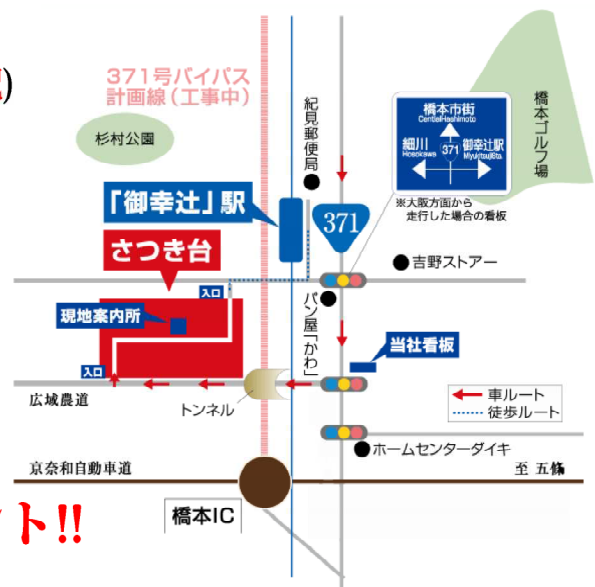 )
371号バイパス
計画線（工事中）
杉村公園
紀見郵便局
橋本市街
CentralHashimoto
細川
Hosokawa
371
御幸辻駅
MiyukitsujiSta
※大阪方面から
走行した場合の看板
橋本ゴルフ場
「御幸辻」駅
371
さつき台
吉野ストアー
入口
現地案内所
パン屋「かわ」
当社看板
入口
広域農道
トンネル
車ルート
徒歩ルート
ホームセンターダイキ
京奈和自動車道
至 五條
ット!!
橋本IC